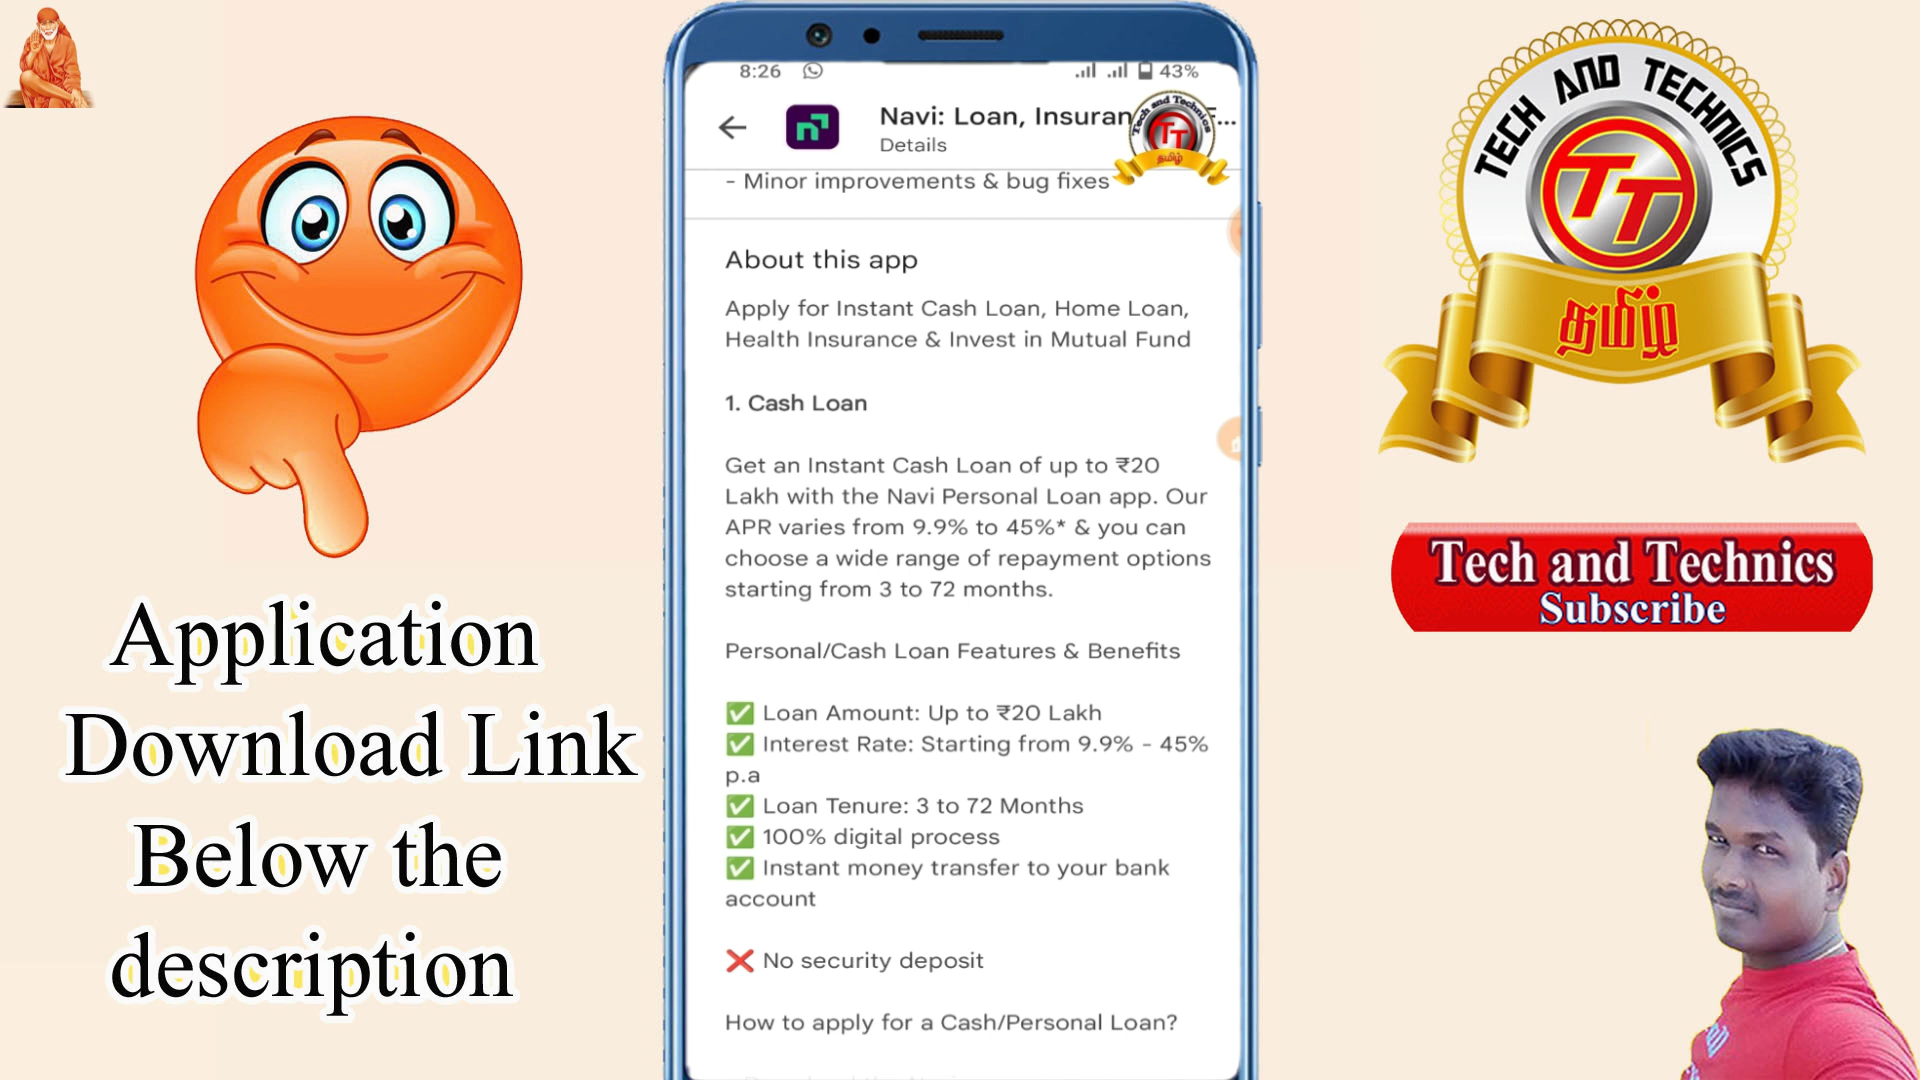 Application
Download Link
Below the
description
8:26
43%
Navi: Loan, Insuran
Details
Tech and Technics
TT
தமிழ்
- Minor improvements & bug fixes
About this app
Apply for Instant Cash Loan, Home Loan,
Health Insurance & Invest in Mutual Fund
1. Cash Loan
Get an Instant Cash Loan of up to ₹20
Lakh with the Navi Personal Loan app. Our
APR varies from 9.9% to 45%* & you can
choose a wide range of repayment options
starting from 3 to 72 months.
Personal/Cash Loan Features & Benefits
✅ Loan Amount: Up to ₹20 Lakh
✅ Interest Rate: Starting from 9.9% - 45%
p.a
✅ Loan Tenure: 3 to 72 Months
✅ 100% digital process
✅ Instant money transfer to your bank
account
❌ No security deposit
How to apply for a Cash/Personal Loan?
TECH AND TECHNICS
TT
தமிழ்
Tech and Technics
Subscribe